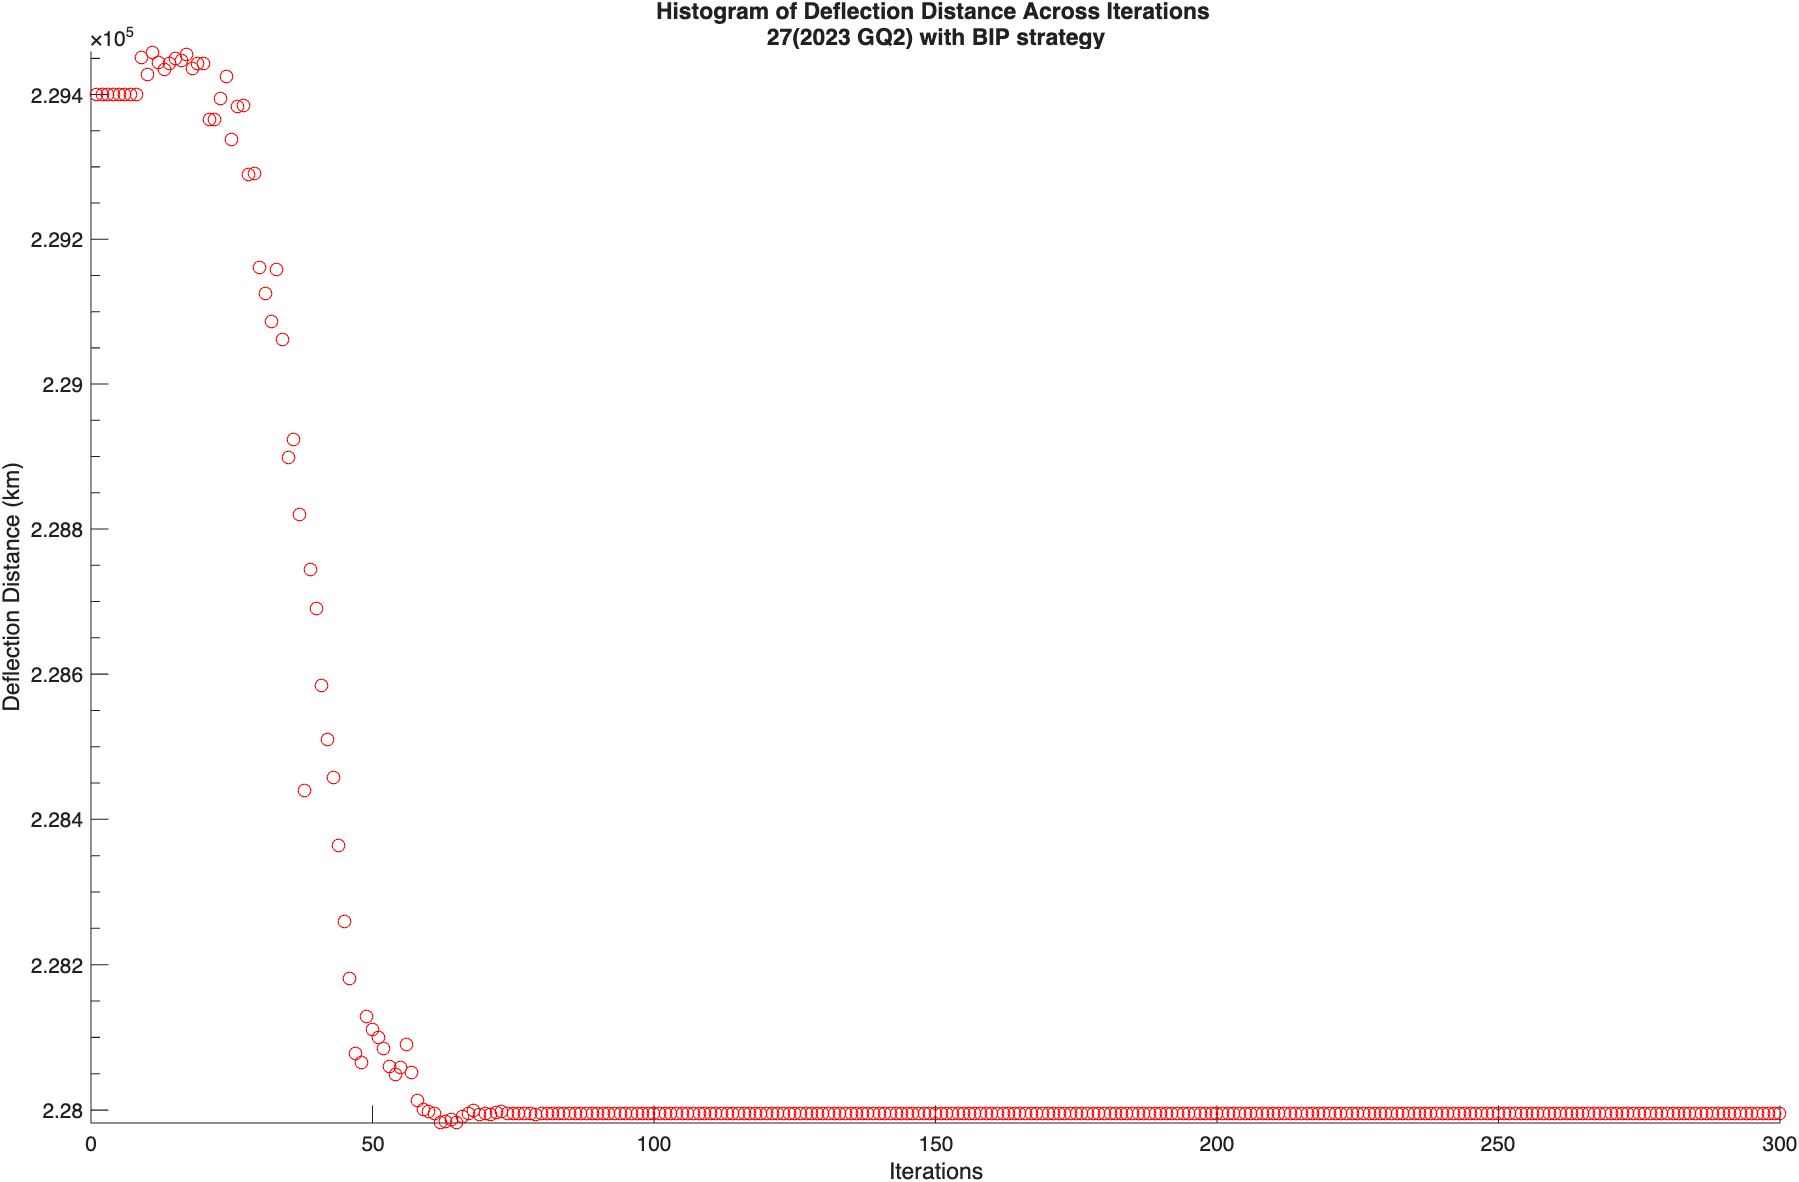 Histogram of Deflection Distance Across Iterations
27(2023 GQ2) with BIP strategy
×10⁵
2.294
2.292
2.29
2.288
2.286
2.284
2.282
2.28
Deflection Distance (km)
0 50 100 150 200 250 300
Iterations